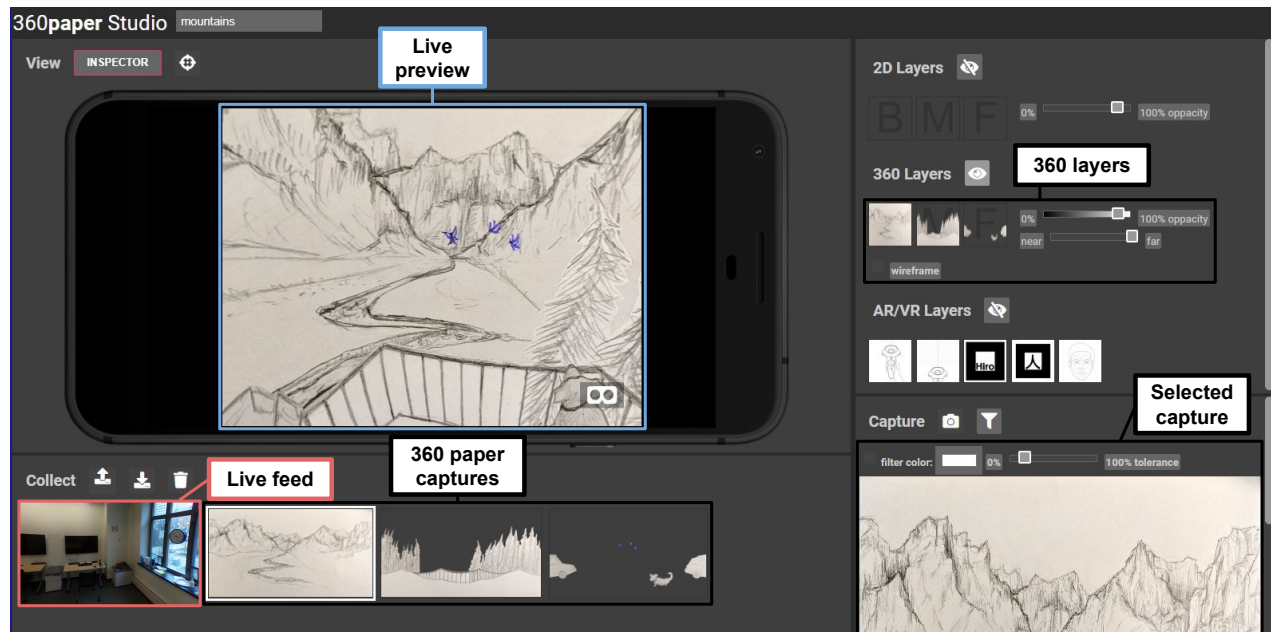 360paper Studio mountains
View INSPECTOR
Live
preview
2D Layers
B M F 0% 100% oppacity
360 Layers
360 layers
M F 0% 100% oppacity
near far
wireframe
AR/VR Layers
Hiro
Selected
capture
Capture
filter color: 0% 100% tolerance
360 paper
captures
Collect
Live feed